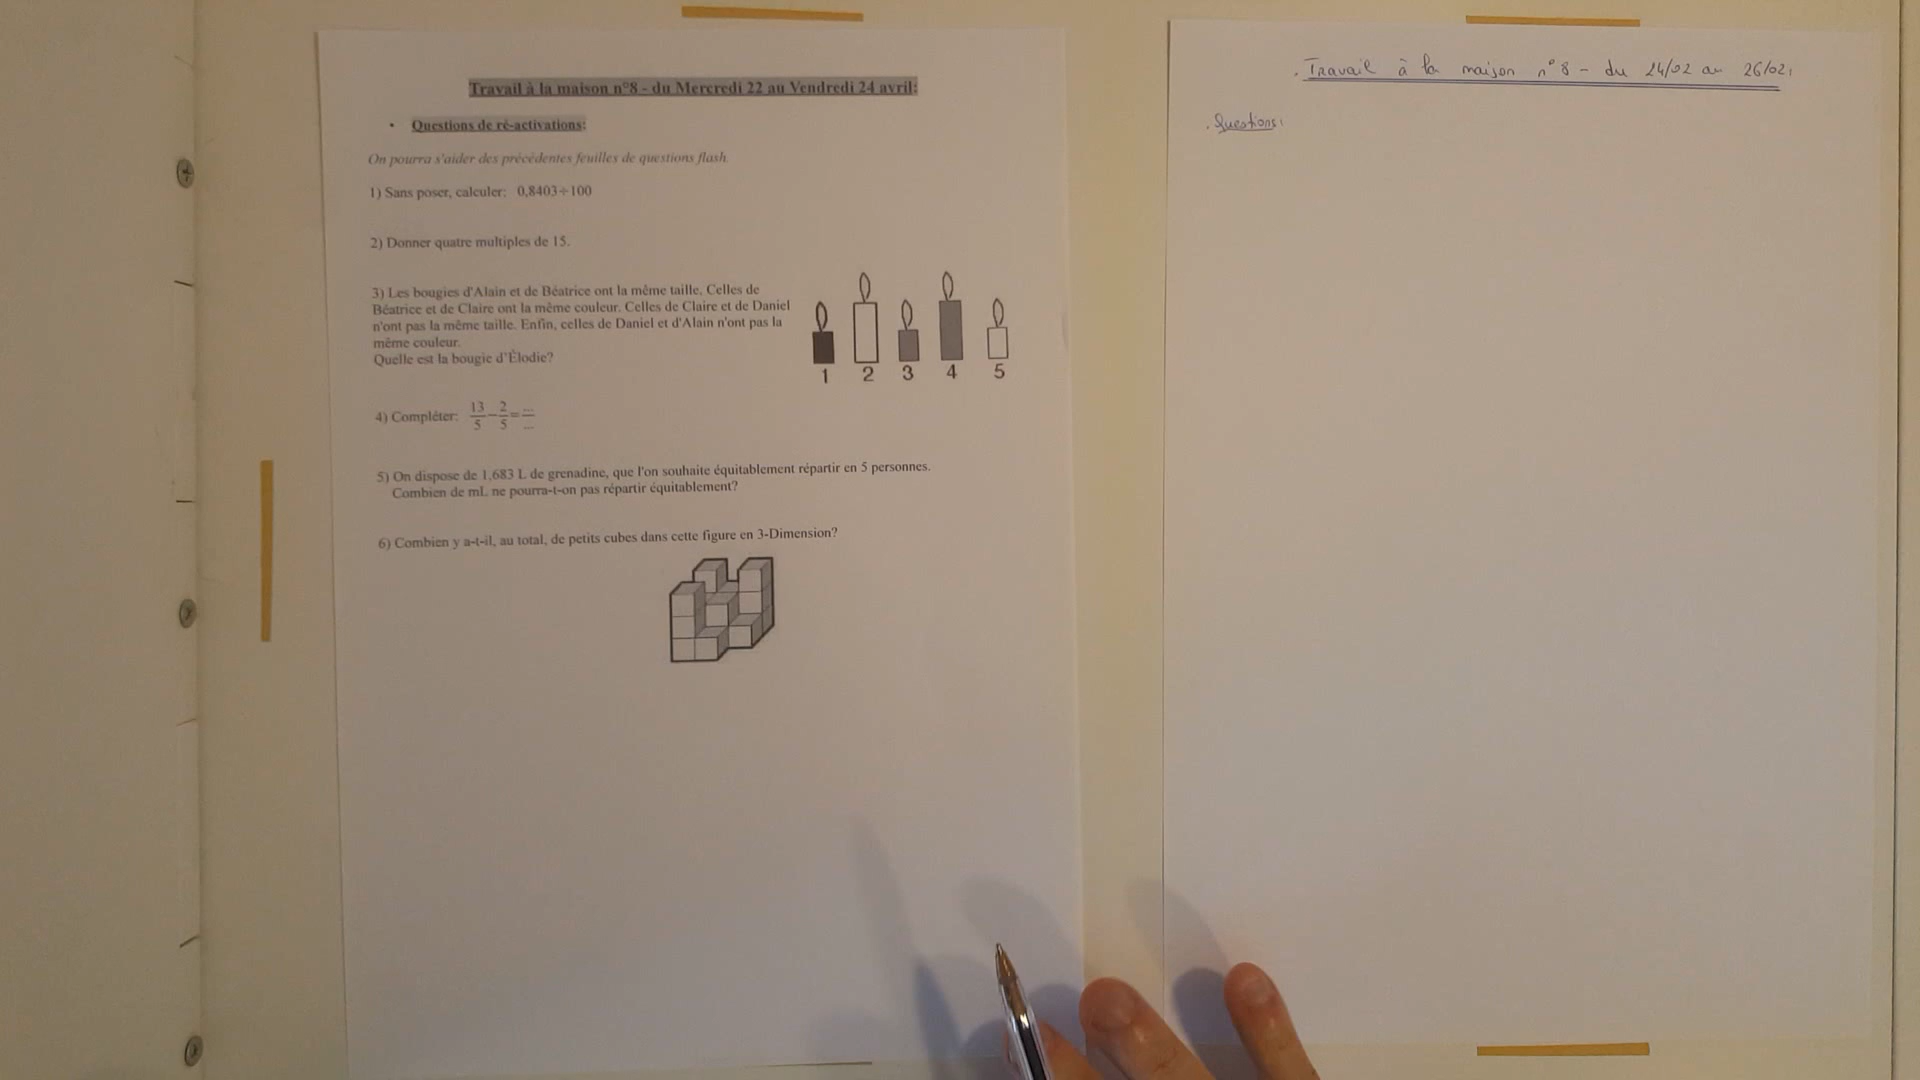 Travail à la maison n°8 - du Mercredi 22 au Vendredi 24 avril:
• Questions de ré-activations:
On pourra s'aider des précédentes feuilles de questions flash.
1) Sans poser, calculer: 0,8403÷100
2) Donner quatre multiples de 15.
3) Les bougies d'Alain et de Béatrice ont la même taille. Celles de
Béatrice et de Claire ont la même couleur. Celles de Claire et de Daniel
n'ont pas la même taille. Enfin, celles de Daniel et d'Alain n'ont pas la
même couleur.
Quelle est la bougie d'Élodie?
1 2 3 4 5
4) Compléter: 13/5 - 2/5 = .../...
5) On dispose de 1,683 L de grenadine, que l'on souhaite équitablement répartir en 5 personnes.
Combien de mL ne pourra-t-on pas répartir équitablement?
6) Combien y a-t-il, au total, de petits cubes dans cette figure en 3-Dimension?
Travail à la maison n°8 - du 24/02 au 26/02:
Questions: